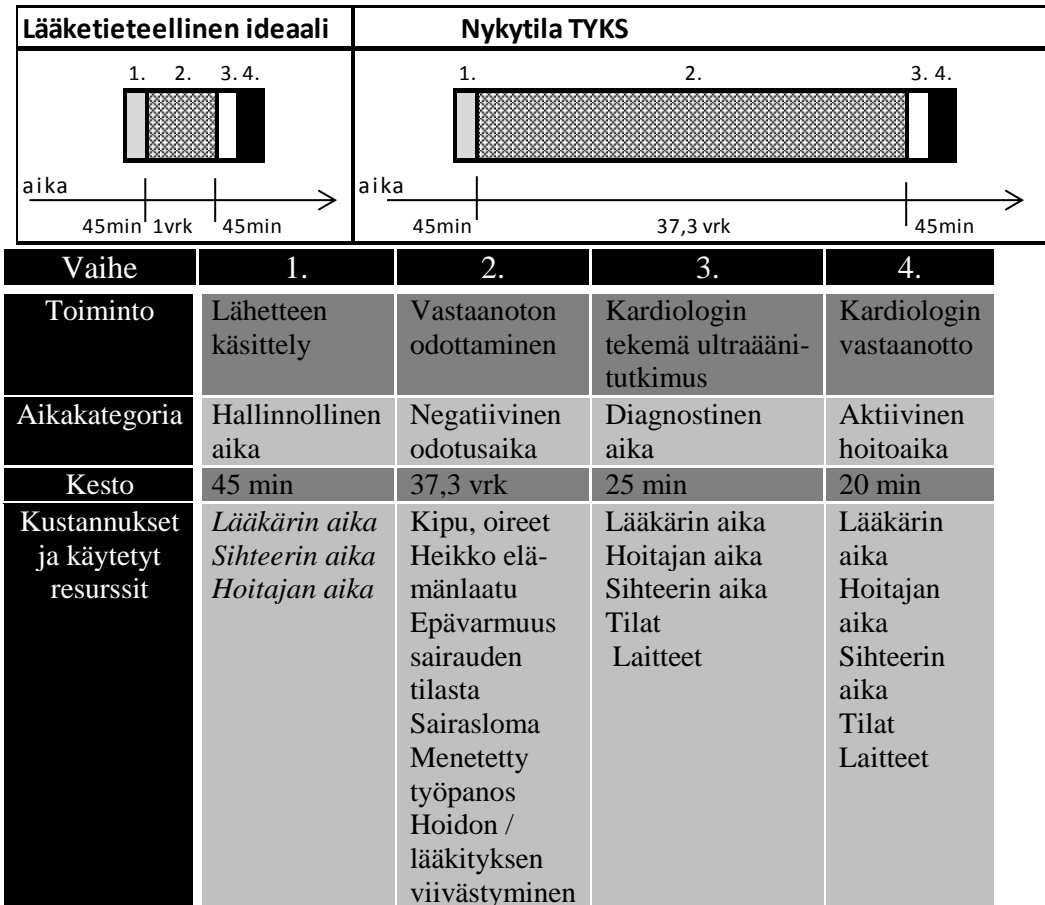 Lääketieteellinen ideaali
Nykytila TYKS
1. 2. 3. 4.
1. 2. 3. 4.
aika
45min 1vrk 45min
aika
45min 37,3 vrk 45min
Vaihe 1. 2. 3. 4.
Toiminto
Lähetteen
käsittely
Vastaanoton
odottaminen
Kardiologin
tekemä ultraääni-
tutkimus
Kardiologin
vastaanotto
Aikakategoria
Hallinnollinen
aika
Negatiivinen
odotusaika
Diagnostinen
aika
Aktiivinen
hoitoaika
Kesto 45 min 37,3 vrk 25 min 20 min
Kustannukset
ja käytetyt
resurssit
Lääkärin aika
Sihteerin aika
Hoitajan aika
Kipu, oireet
Heikko elä-
mänlaatu
Epävarmuus
sairauden
tilasta
Sairasloma
Menetetty
työpanos
Hoidon /
lääkityksen
viivästyminen
Lääkärin aika
Hoitajan aika
Sihteerin aika
Tilat
Laitteet
Lääkärin
aika
Hoitajan
aika
Sihteerin
aika
Tilat
Laitteet